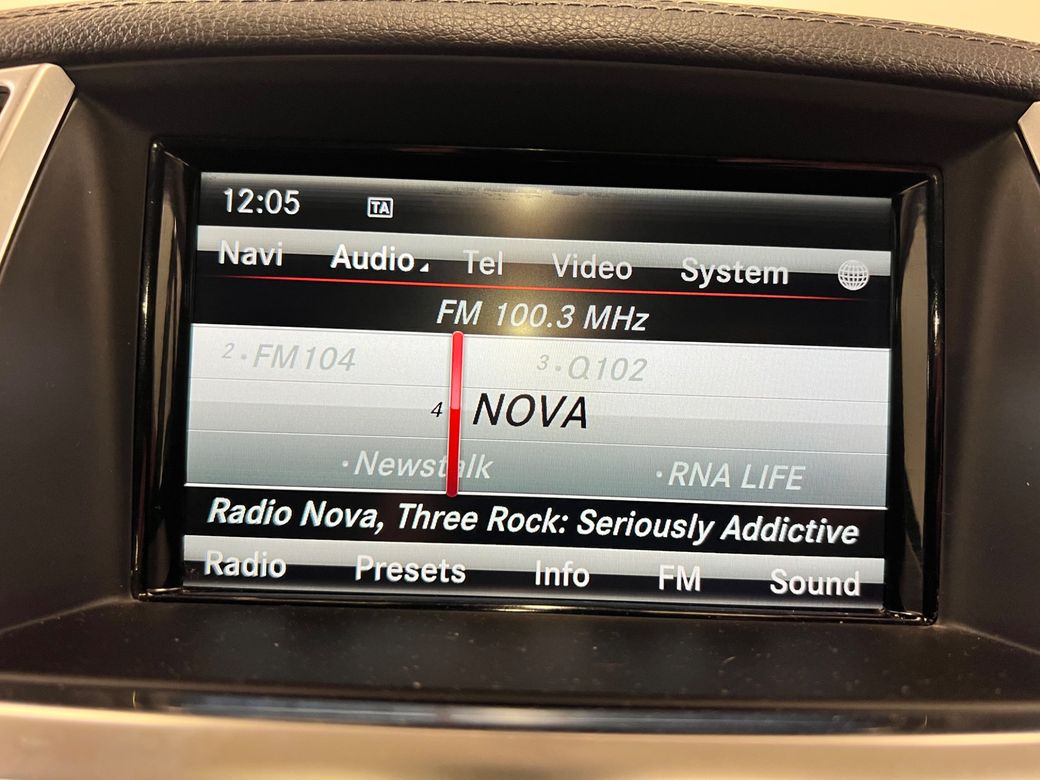 12:05 TA
Navi Audio Tel Video System
FM 100.3 MHz
2 • FM104 3 • Q102
4 NOVA
• Newstalk • RNA LIFE
Radio Nova, Three Rock: Seriously Addictive
Radio Presets Info FM Sound